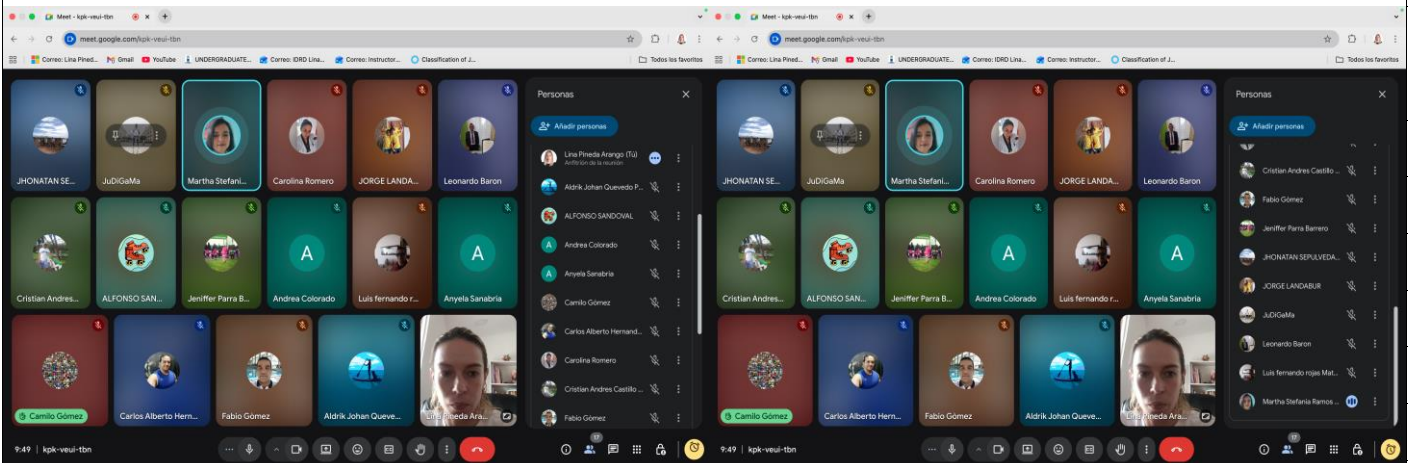 Meet - kpk-veui-tbn
meet.google.com/kpk-veui-tbn
Correo: Lina Pined... Gmail YouTube UNDERGRADUATE... Correo: IDRD Lina... Correo: Instructor... Classification of J... Todos los favoritos
JHONATAN SE... JuDiGaMa Martha Stefani... Carolina Romero JORGE LANDA... Leonardo Baron
Cristian Andres... ALFONSO SAN... Jeniffer Parra B... A Andrea Colorado Luis fernando r... A Anyela Sanabria
Camilo Gómez Carlos Alberto Hern... Fabio Gómez Aldrik Johan Queve... Lina Pineda Ara...
Personas
Añadir personas
Lina Pineda Arango (Tú)
Anfitrión de la reunión
Aldrik Johan Quevedo P...
ALFONSO SANDOVAL
A Andrea Colorado
A Anyela Sanabria
Camilo Gómez
Carlos Alberto Hernand...
Carolina Romero
Cristian Andres Castillo ...
Fabio Gómez
9:49 | kpk-veui-tbn
17
Meet - kpk-veui-tbn
meet.google.com/kpk-veui-tbn
Correo: Lina Pined... Gmail YouTube UNDERGRADUATE... Correo: IDRD Lina... Correo: Instructor... Classification of J... Todos los favoritos
JHONATAN SE... JuDiGaMa Martha Stefani... Carolina Romero JORGE LANDA... Leonardo Baron
Cristian Andres... ALFONSO SAN... Jeniffer Parra B... A Andrea Colorado Luis fernando r... A Anyela Sanabria
Camilo Gómez Carlos Alberto Hern... Fabio Gómez Aldrik Johan Queve... Lina Pineda Ara...
Personas
Añadir personas
Cristian Andres Castillo ...
Fabio Gómez
Jeniffer Parra Barrero
JHONATAN SEPULVEDA...
JORGE LANDABUR
JuDiGaMa
Leonardo Baron
Luis fernando rojas Mat...
Martha Stefania Ramos ...
9:49 | kpk-veui-tbn
17